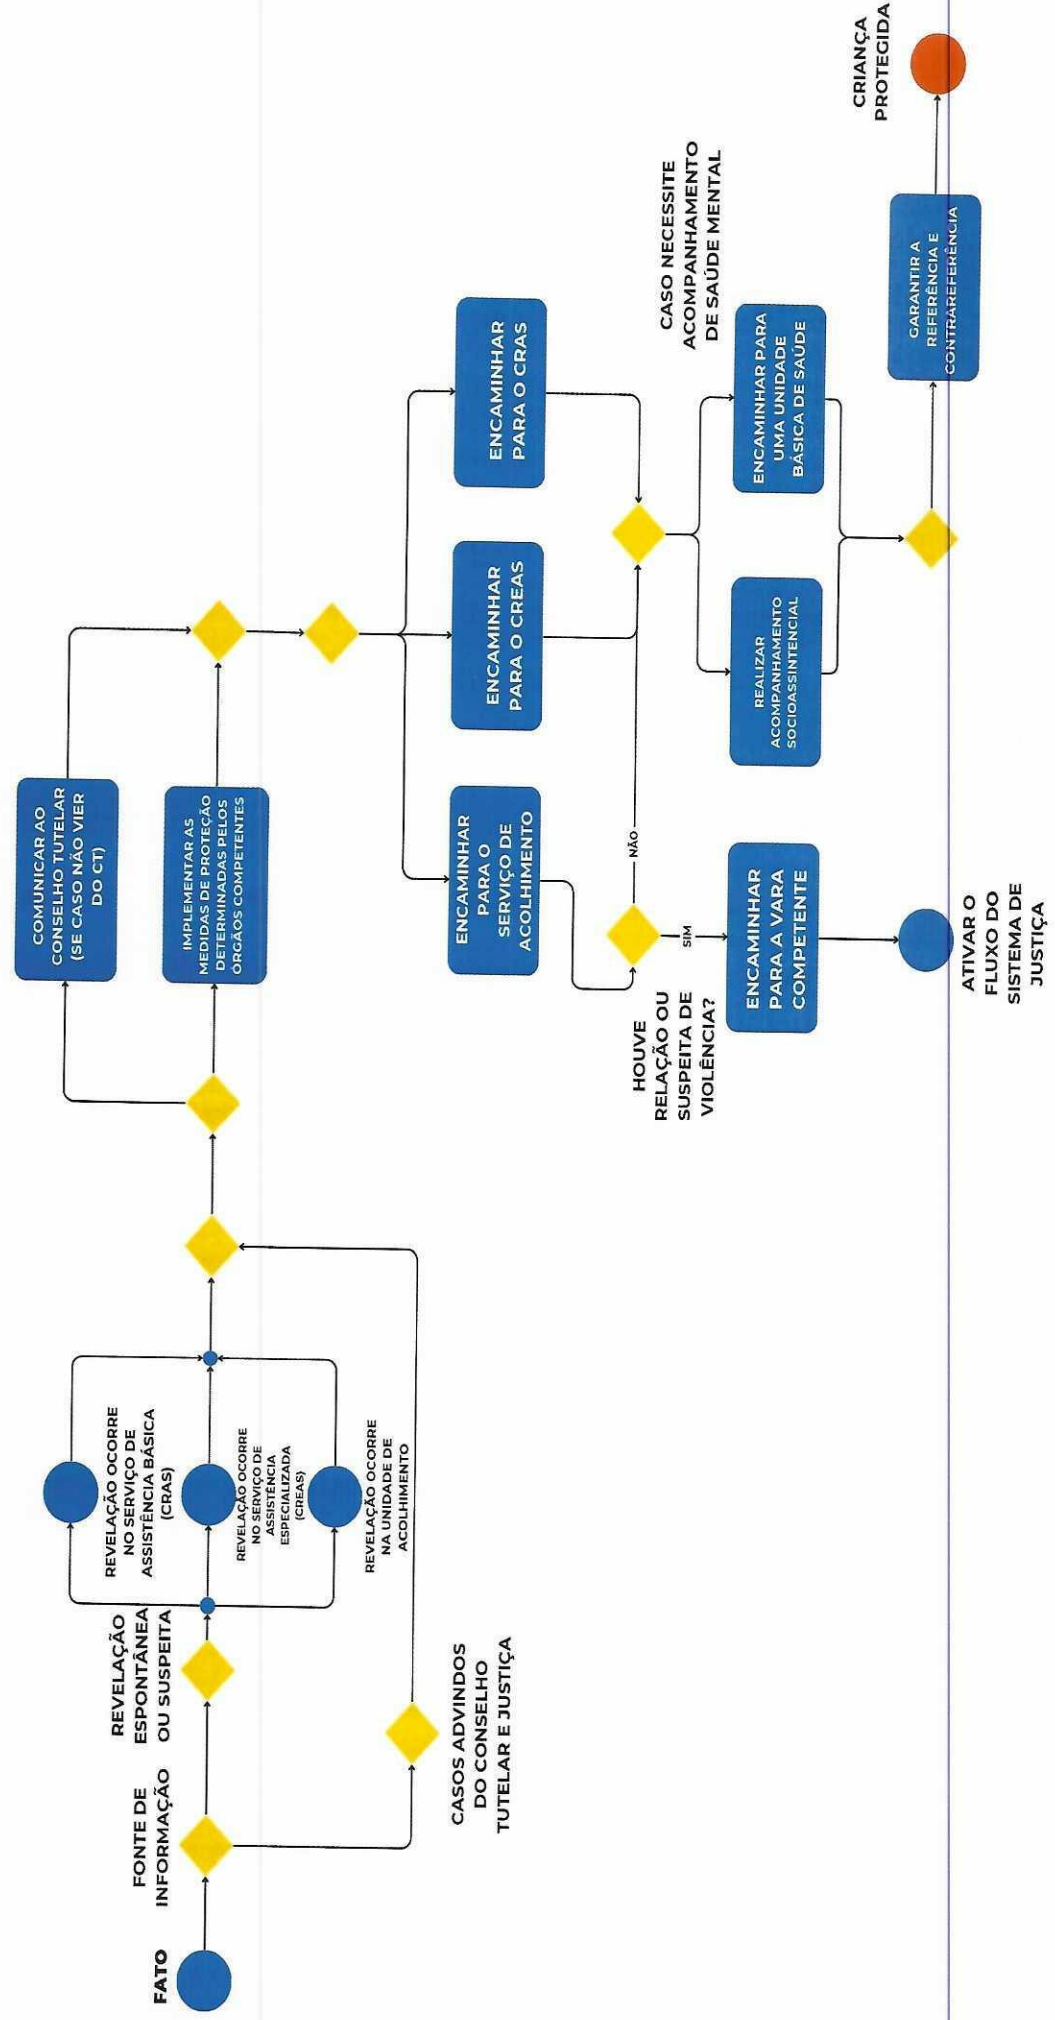 FATO
FONTE DE
INFORMAÇÃO
REVELAÇÃO
ESPONTÂNEA
OU SUSPEITA
CASOS ADVINDOS
DO CONSELHO
TUTELAR E JUSTIÇA
REVELAÇÃO OCORRE
NO SERVIÇO DE
ASSISTÊNCIA BÁSICA
(CRAS)
REVELAÇÃO OCORRE
NO SERVIÇO DE
ASSISTÊNCIA
ESPECIALIZADA
(CREAS)
REVELAÇÃO OCORRE
NA UNIDADE DE
ACOLHIMENTO
COMUNICAR AO
CONSELHO TUTELAR
(SE CASO NÃO VIER
DO CT)
IMPLEMENTAR AS
MEDIDAS DE PROTEÇÃO
DETERMINADAS PELOS
ÓRGÃOS COMPETENTES
ENCAMINHAR
PARA O
SERVIÇO DE
ACOLHIMENTO
ENCAMINHAR
PARA O CREAS
ENCAMINHAR
PARA O CRAS
HOUVE
RELAÇÃO OU
SUSPEITA DE
VIOLÊNCIA?
NÃO
SIM
ENCAMINHAR
PARA A VARA
COMPETENTE
ATIVAR O
FLUXO DO
SISTEMA DE
JUSTIÇA
REALIZAR
ACOMPANHAMENTO
SOCIOASSINTENCIAL
CASO NECESSITE
ACOMPANHAMENTO
DE SAÚDE MENTAL
ENCAMINHAR PARA
UMA UNIDADE
BÁSICA DE SAÚDE
GARANTIR A
REFERÊNCIA E
CONTRAREFERÊNCIA
CRIANÇA
PROTEGIDA